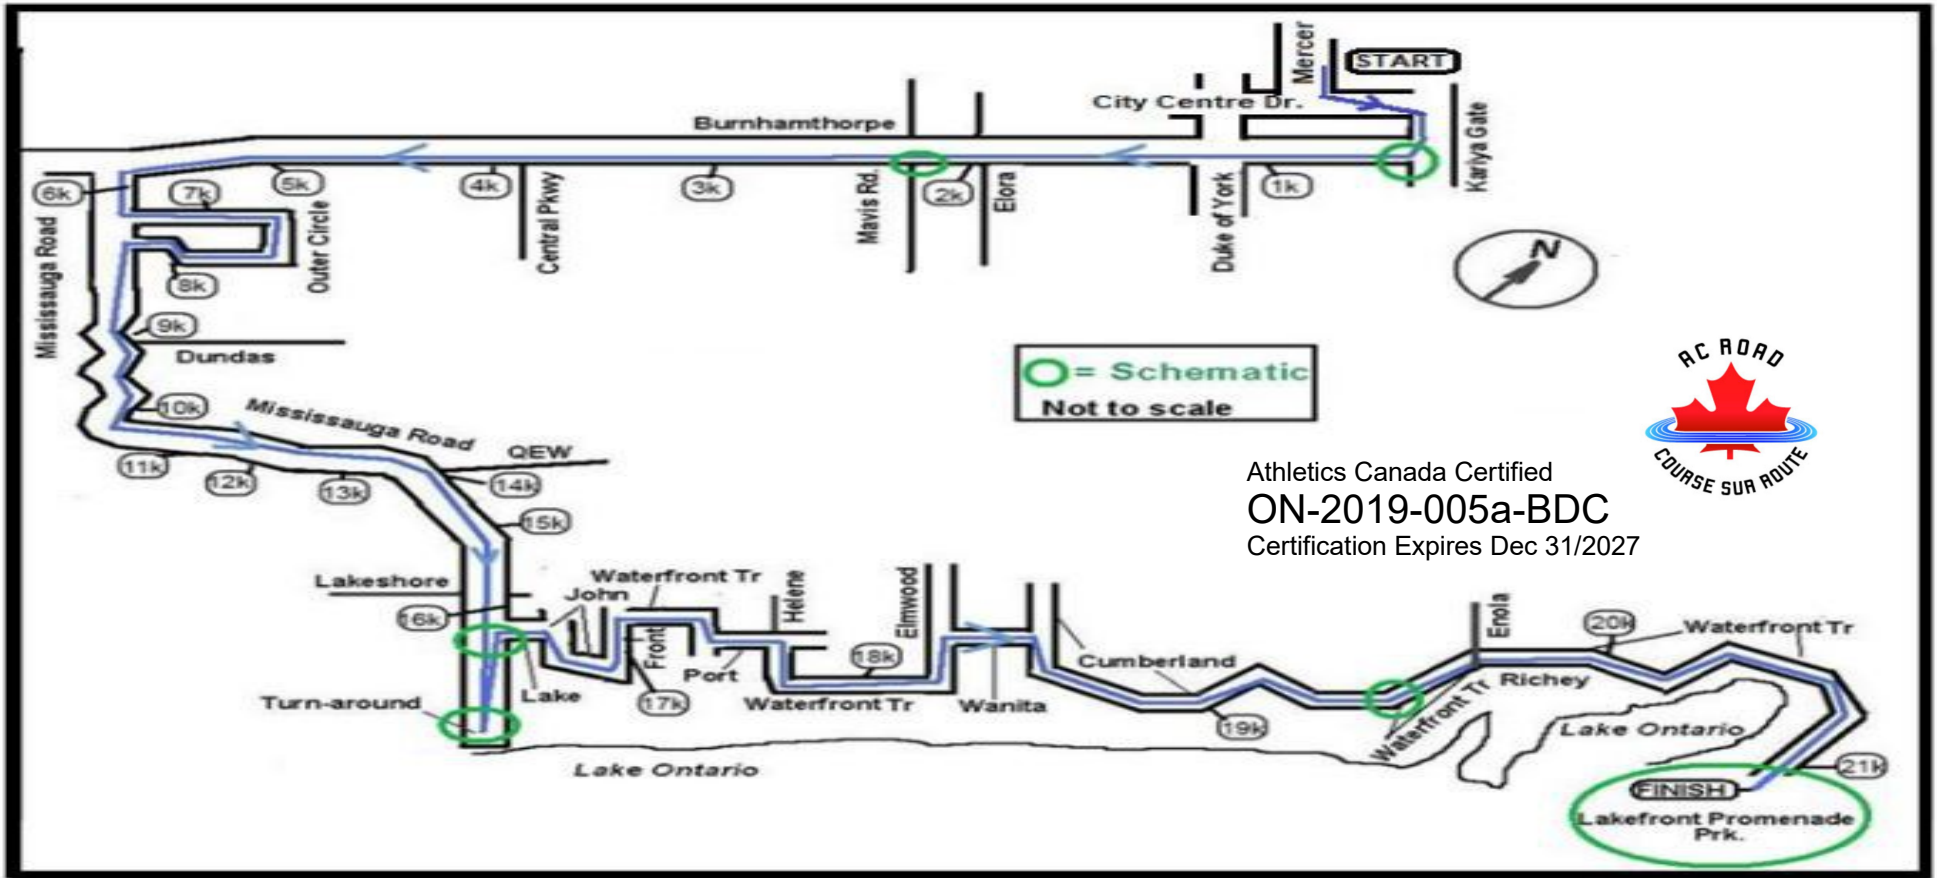 Mercer
START
City Centre Dr.
Kariya Gate
Burnhamthorpe
6k
7k
5k
4k
3k
2k
1k
Mississauga Road
Outer Circle
Central Pkwy
Mavis Rd.
Elora
Duke of York
N
8k
9k
Dundas
= Schematic
Not to scale
AC ROAD
COURSE SUR ROUTE
10k
Mississauga Road
QEW
11k
12k
13k
14k
15k
Athletics Canada Certified
ON-2019-005a-BDC
Certification Expires Dec 31/2027
Lakeshore
John
Waterfront Tr
Helene
Elmwood
Enola
16k
20k
Waterfront Tr
Front
Port
18k
Cumberland
Richey
Turn-around
Lake
17k
Waterfront Tr
Wanita
19k
Waterfront Tr
Lake Ontario
Lake Ontario
21k
FINISH
Lakefront Promenade
Prk.